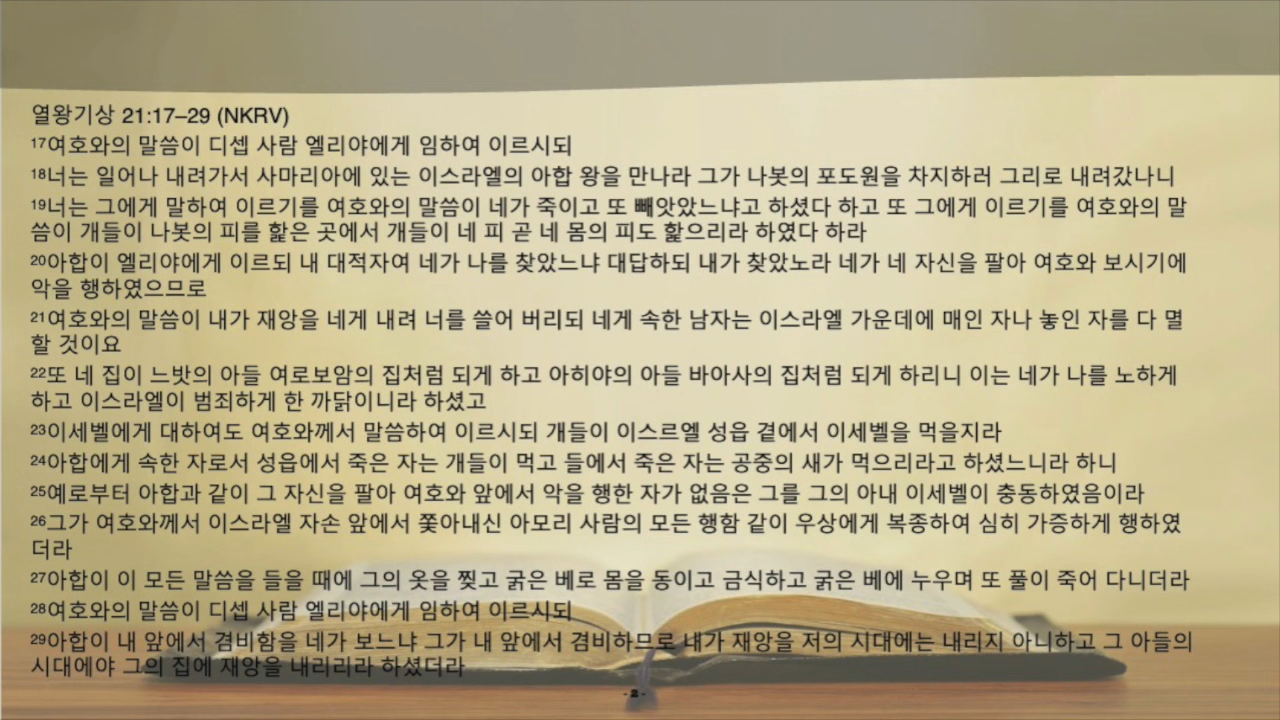 열왕기상 21:17–29 (NKRV)
17여호와의 말씀이 디셉 사람 엘리야에게 임하여 이르시되
18너는 일어나 내려가서 사마리아에 있는 이스라엘의 아합 왕을 만나라 그가 나봇의 포도원을 차지하러 그리로 내려갔나니
19너는 그에게 말하여 이르기를 여호와의 말씀이 네가 죽이고 또 빼앗았느냐고 하셨다 하고 또 그에게 이르기를 여호와의 말
씀이 개들이 나봇의 피를 핥은 곳에서 개들이 네 피 곧 네 몸의 피도 핥으리라 하였다 하라
20아합이 엘리야에게 이르되 내 대적자여 네가 나를 찾았느냐 대답하되 내가 찾았노라 네가 네 자신을 팔아 여호와 보시기에
악을 행하였으므로
21여호와의 말씀이 내가 재앙을 네게 내려 너를 쓸어 버리되 네게 속한 남자는 이스라엘 가운데에 매인 자나 놓인 자를 다 멸
할 것이요
22또 네 집이 느밧의 아들 여로보암의 집처럼 되게 하고 아히야의 아들 바아사의 집처럼 되게 하리니 이는 네가 나를 노하게
하고 이스라엘이 범죄하게 한 까닭이니라 하셨고
23이세벨에게 대하여도 여호와께서 말씀하여 이르시되 개들이 이스르엘 성읍 곁에서 이세벨을 먹을지라
24아합에게 속한 자로서 성읍에서 죽은 자는 개들이 먹고 들에서 죽은 자는 공중의 새가 먹으리라고 하셨느니라 하니
25예로부터 아합과 같이 그 자신을 팔아 여호와 앞에서 악을 행한 자가 없음은 그를 그의 아내 이세벨이 충동하였음이라
26그가 여호와께서 이스라엘 자손 앞에서 쫓아내신 아모리 사람의 모든 행함 같이 우상에게 복종하여 심히 가증하게 행하였
더라
27아합이 이 모든 말씀을 들을 때에 그의 옷을 찢고 굵은 베로 몸을 동이고 금식하고 굵은 베에 누우며 또 풀이 죽어 다니더라
28여호와의 말씀이 디셉 사람 엘리야에게 임하여 이르시되
29아합이 내 앞에서 겸비함을 네가 보느냐 그가 내 앞에서 겸비하므로 내가 재앙을 저의 시대에는 내리지 아니하고 그 아들의
시대에야 그의 집에 재앙을 내리리라 하셨더라
- 2 -